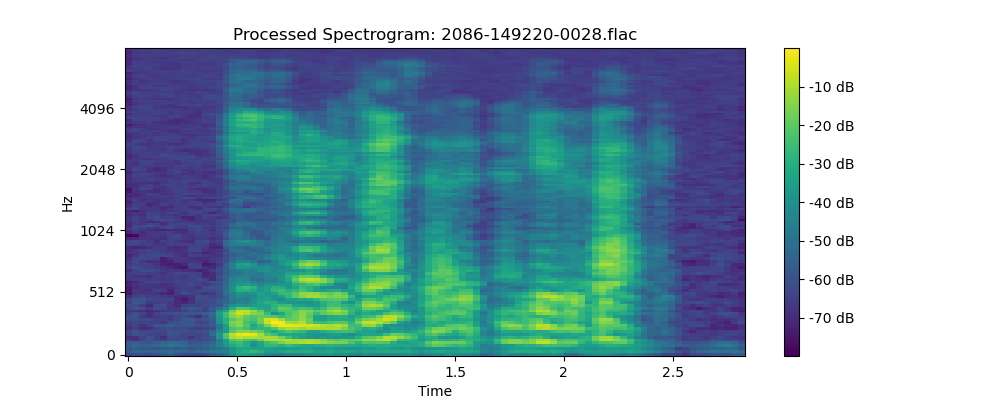 Processed Spectrogram: 2086-149220-0028.flac
Hz
4096
2048
1024
512
0
0
0.5
1
1.5
2
2.5
Time
-10 dB
-20 dB
-30 dB
-40 dB
-50 dB
-60 dB
-70 dB